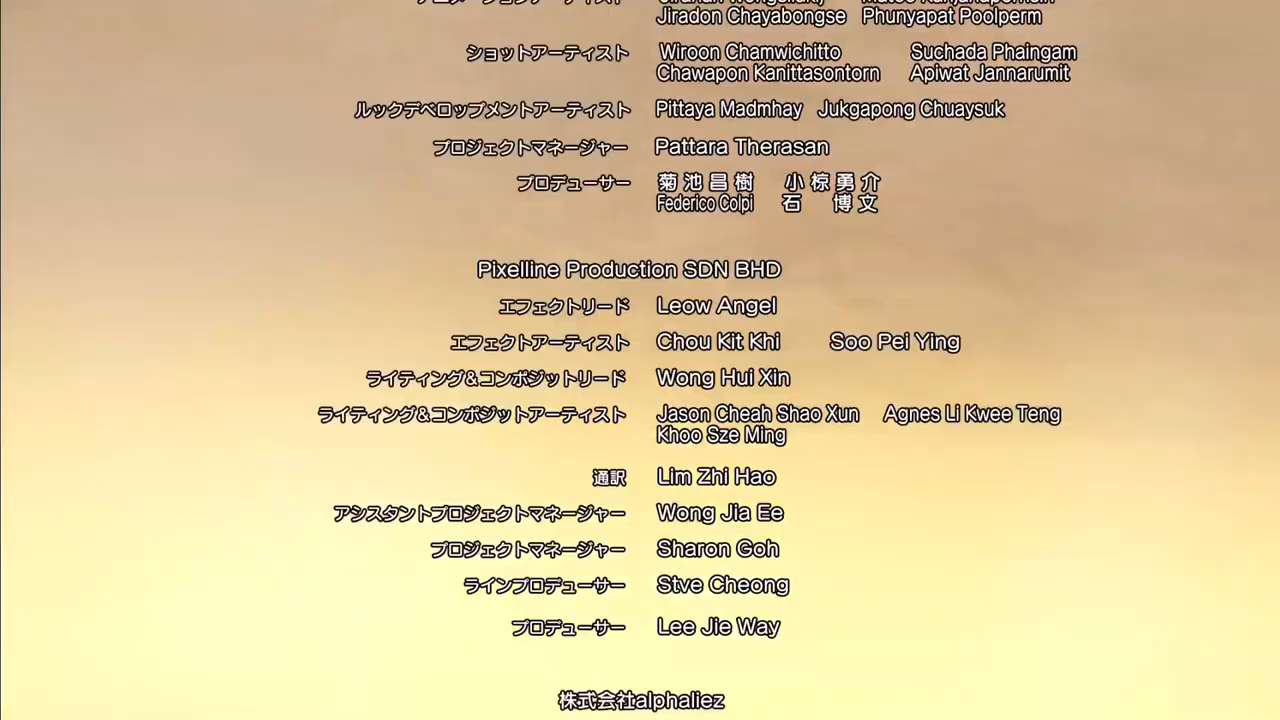 Jiradon Chayabongse Phunyapat Poolperm
ショットアーティスト Wiroon Chamwichitto Suchada Phaingam
Chawapon Kanittasontorn Apiwat Jannarumit
ルックデベロップメントアーティスト Pittaya Madmhay Jukgapong Chuaysuk
プロジェクトマネージャー Pattara Therasan
プロデューサー 菊池昌樹 小椋勇介
Federico Colpi 石 博文
Pixelline Production SDN BHD
エフェクトリード Leow Angel
エフェクトアーティスト Chou Kit Khi Soo Pei Ying
ライティング&コンポジットリード Wong Hui Xin
ライティング&コンポジットアーティスト Jason Cheah Shao Xun Agnes Li Kwee Teng
Khoo Sze Ming
通訳 Lim Zhi Hao
アシスタントプロジェクトマネージャー Wong Jia Ee
プロジェクトマネージャー Sharon Goh
ラインプロデューサー Stve Cheong
プロデューサー Lee Jie Way
株式会社alphaliez